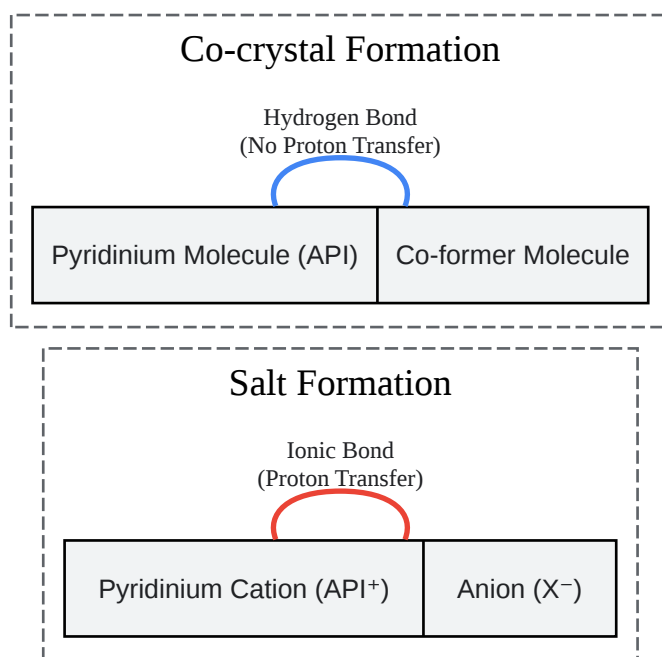 Co-crystal Formation
Hydrogen Bond
(No Proton Transfer)
Pyridinium Molecule (API)
Co-former Molecule
Salt Formation
Ionic Bond
(Proton Transfer)
Pyridinium Cation (API⁺)
Anion (X⁻)